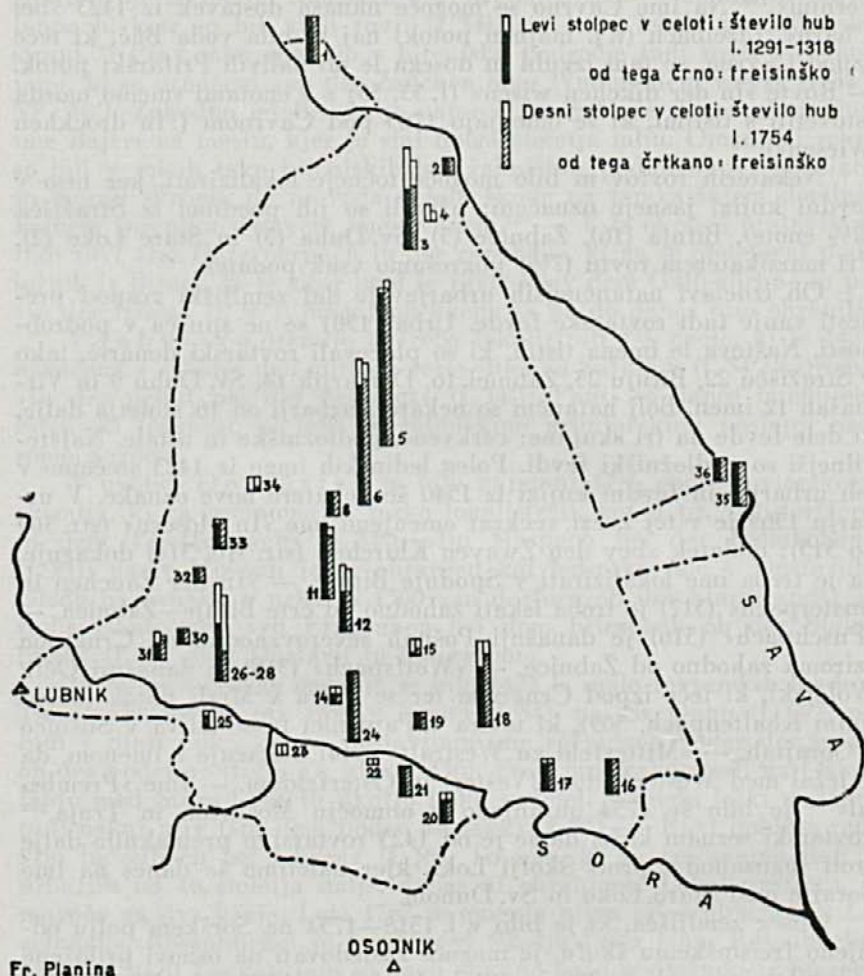 Levi stolpec v celoti: število hub
l. 1291-1318
od tega črno: freisinško
Desni stolpec v celoti: število hub
l. 1754
od tega črtkano: freisinško
1
2
4
3
5
6
36
35
34
8
33
11
32
12
30
31
15
26-28
14
18
LUBNIK
25
24
19
23
22
21
17
16
20
SAVA
SORA
OSOJNIK
Fr. Planina